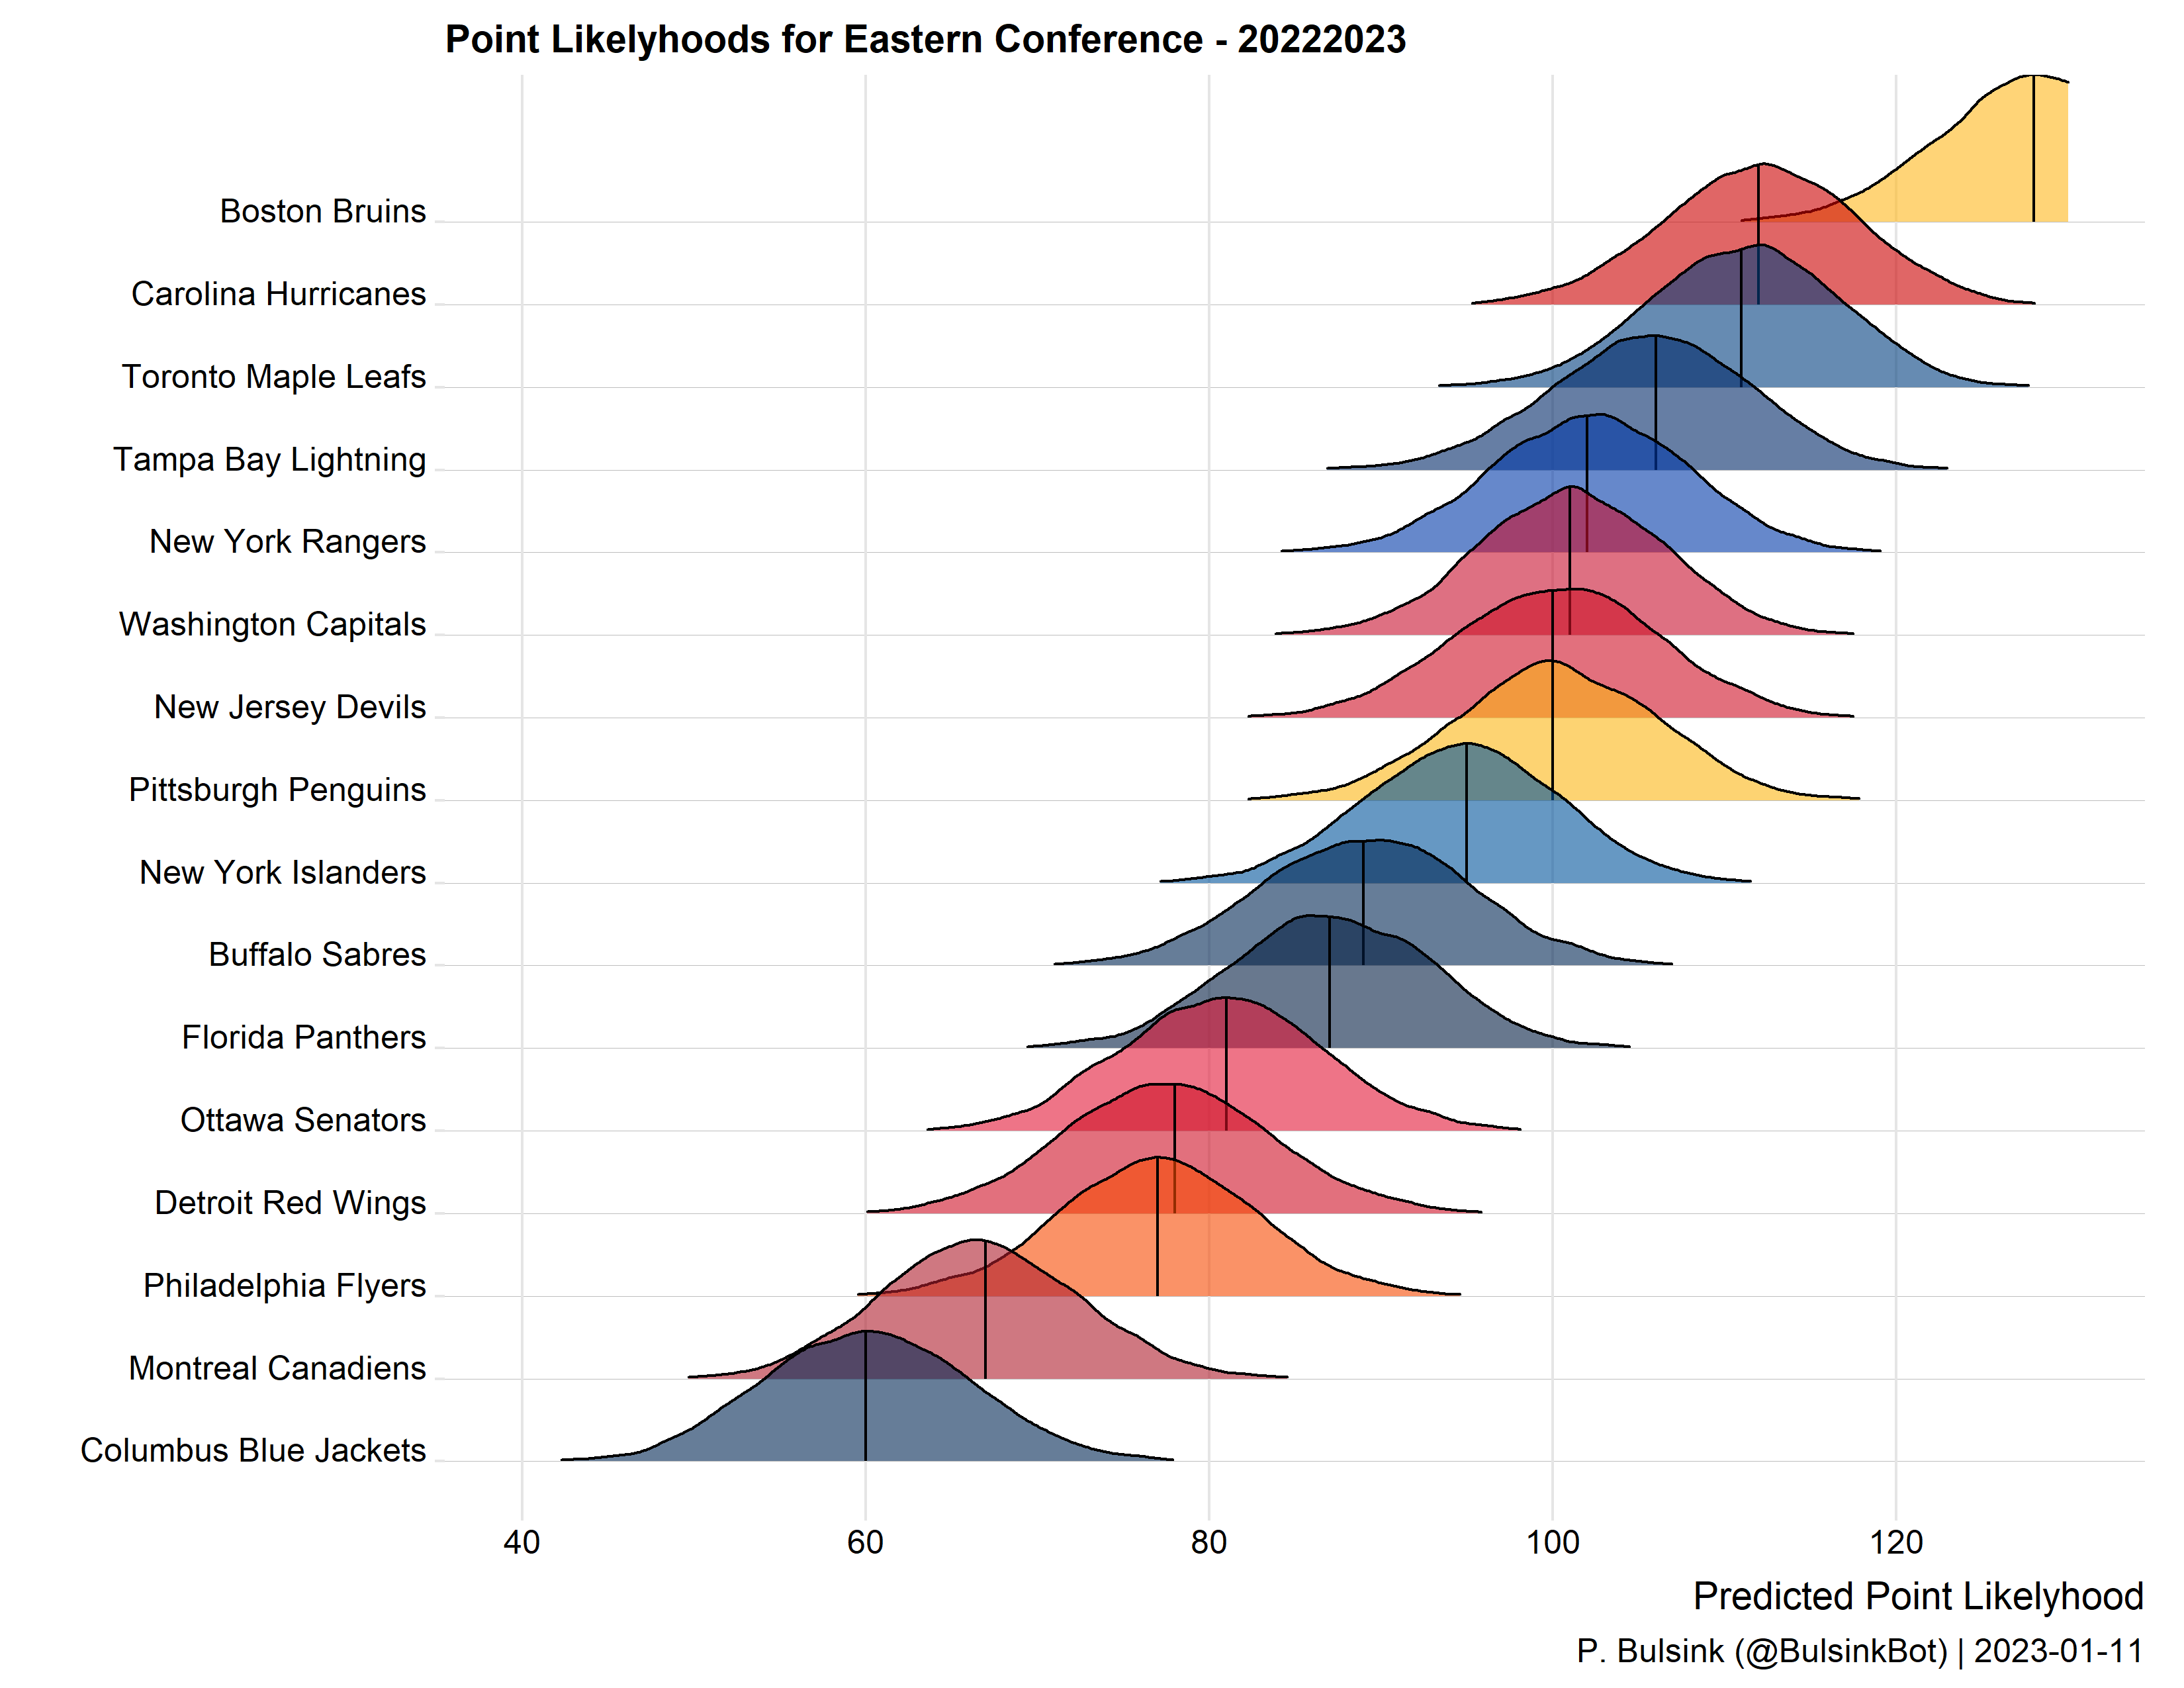 Point Likelyhoods for Eastern Conference - 20222023
Boston Bruins
Carolina Hurricanes
Toronto Maple Leafs
Tampa Bay Lightning
New York Rangers
Washington Capitals
New Jersey Devils
Pittsburgh Penguins
New York Islanders
Buffalo Sabres
Florida Panthers
Ottawa Senators
Detroit Red Wings
Philadelphia Flyers
Montreal Canadiens
Columbus Blue Jackets
40 60 80 100 120
Predicted Point Likelyhood
P. Bulsink (@BulsinkBot) | 2023-01-11